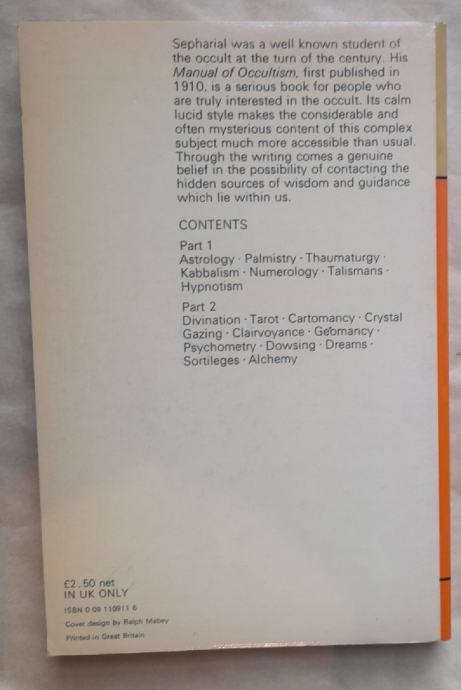 Sepharial was a well known student of
the occult at the turn of the century. His
Manual of Occultism, first published in
1910, is a serious book for people who
are truly interested in the occult. Its calm
lucid style makes the considerable and
often mysterious content of this complex
subject much more accessible than usual.
Through the writing comes a genuine
belief in the possibility of contacting the
hidden sources of wisdom and guidance
which lie within us.
CONTENTS
Part 1
Astrology · Palmistry · Thaumaturgy ·
Kabbalism · Numerology · Talismans ·
Hypnotism
Part 2
Divination · Tarot · Cartomancy · Crystal
Gazing · Clairvoyance · Geomancy ·
Psychometry · Dowsing · Dreams ·
Sortileges · Alchemy
£2.50 net
IN UK ONLY
ISBN 0 09 110911 6
Cover design by Ralph Mabey
Printed in Great Britain